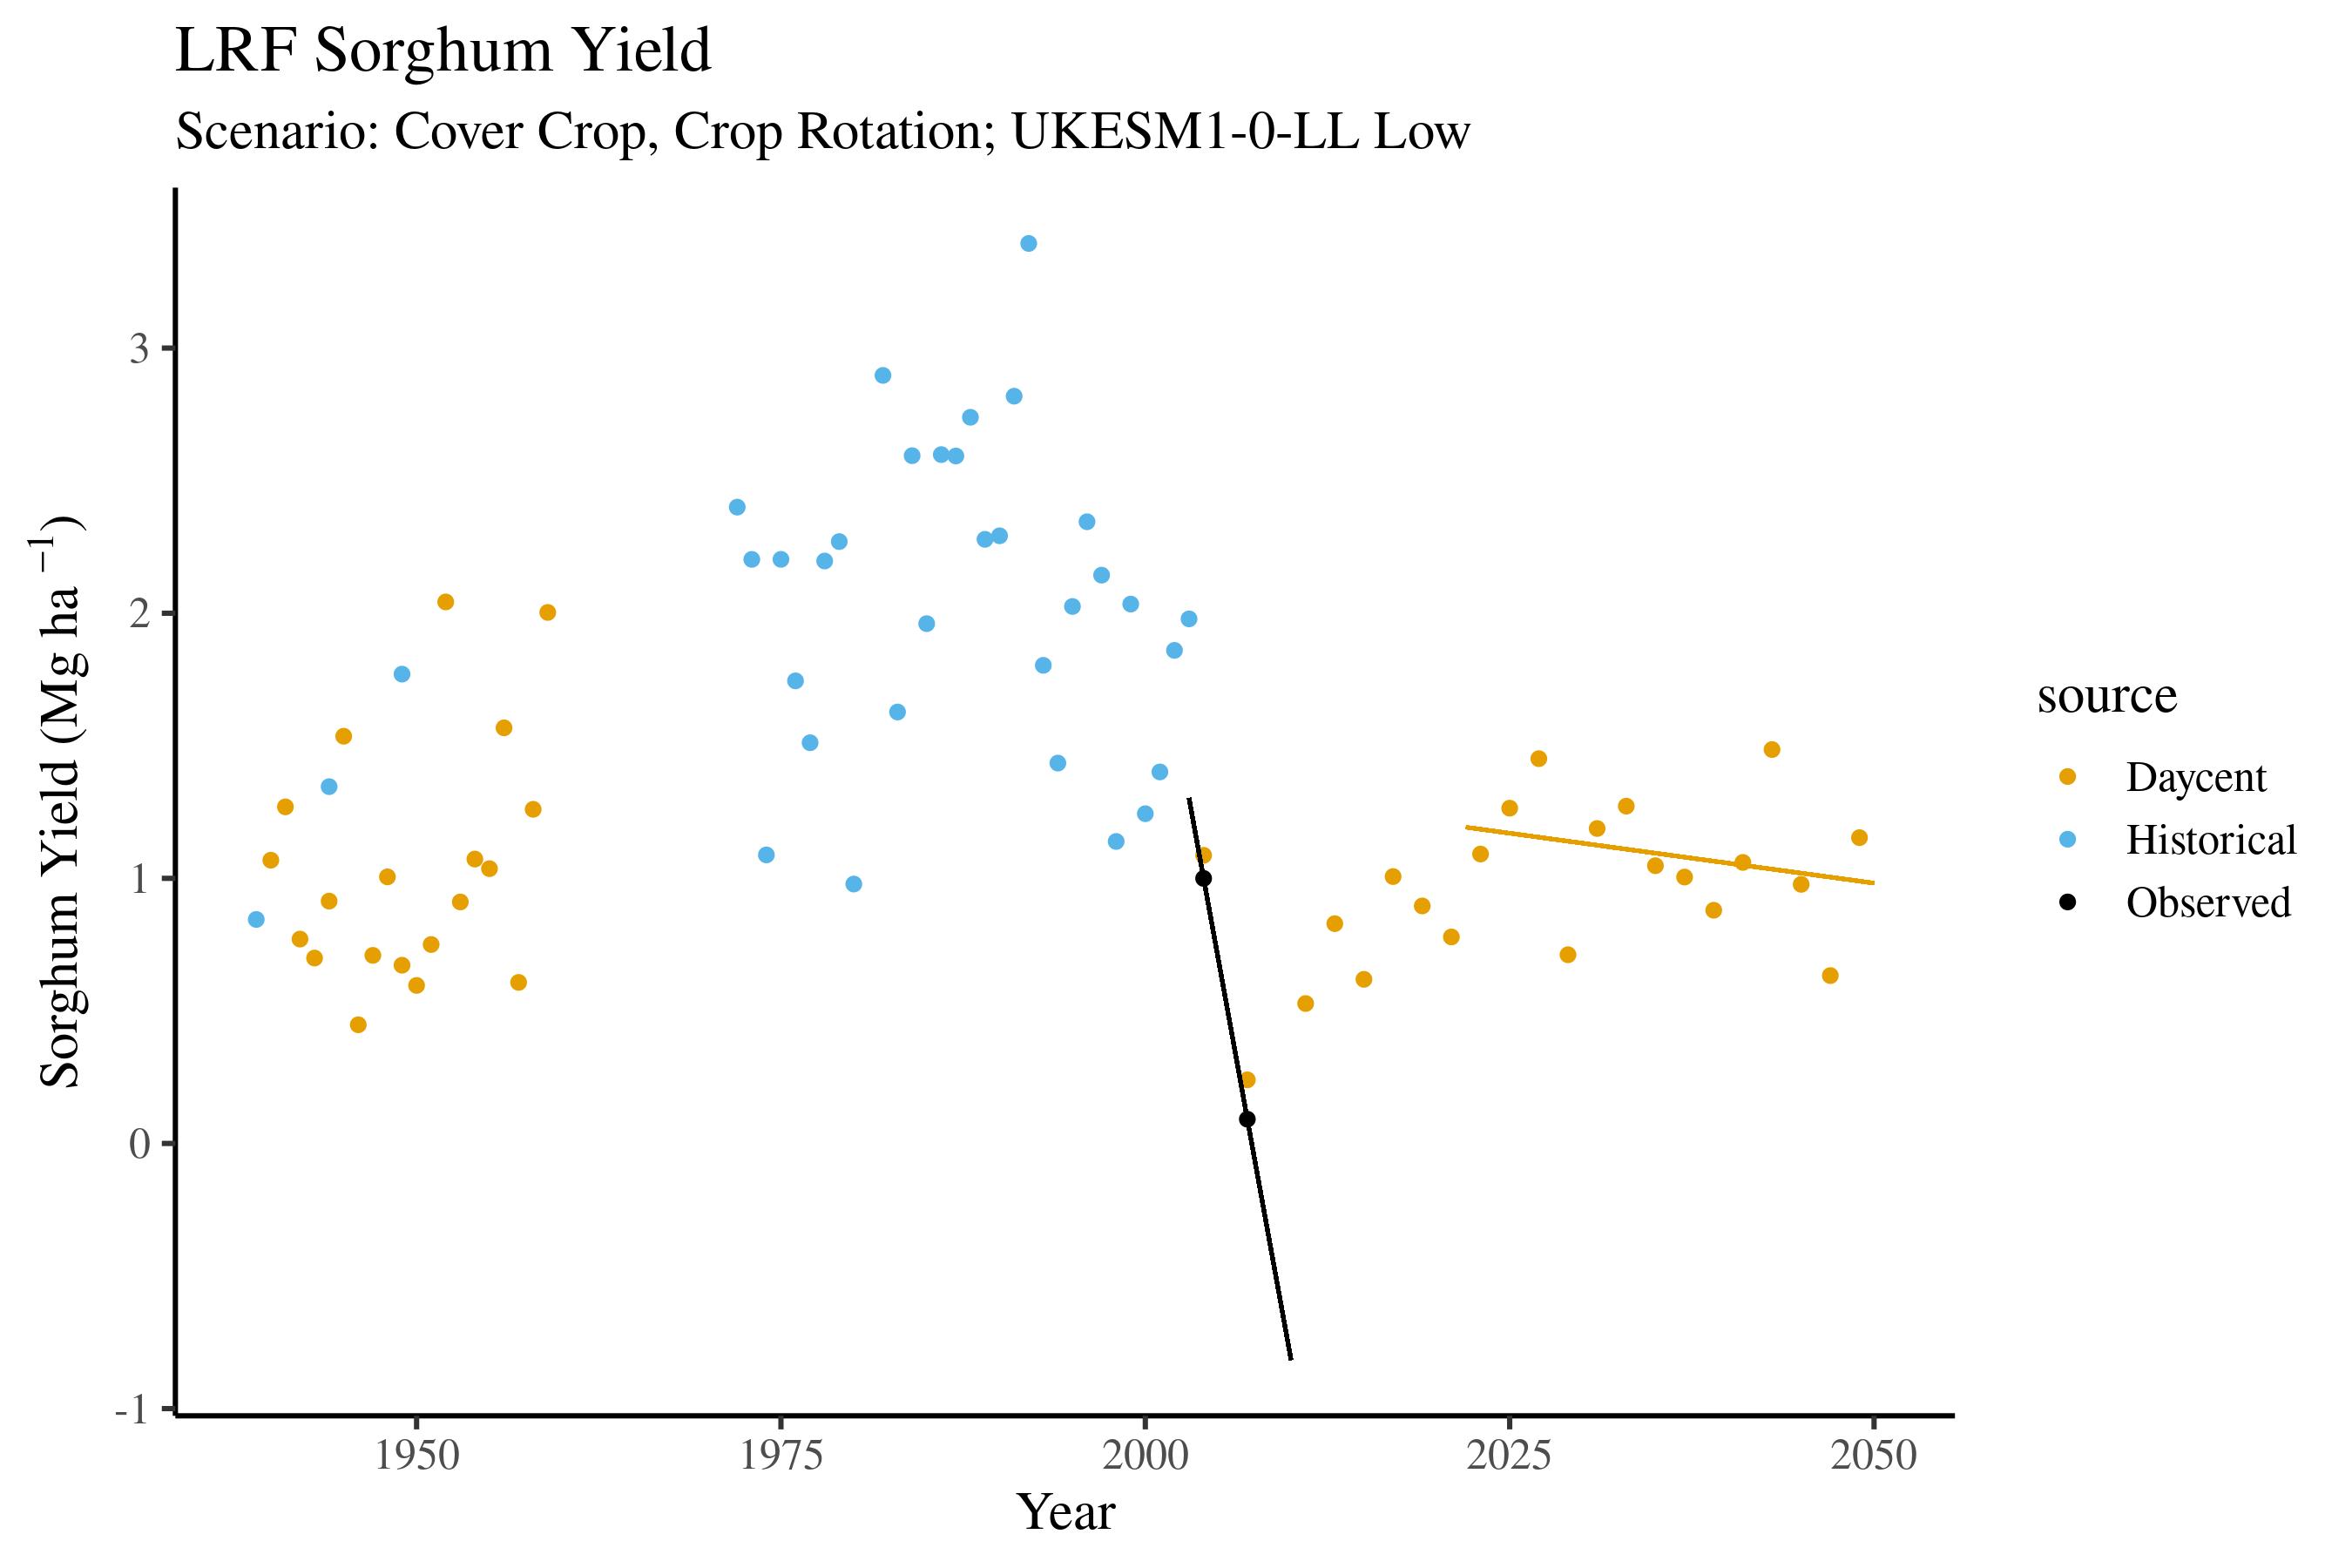 LRF Sorghum Yield
Scenario: Cover Crop, Crop Rotation; UKESM1-0-LL Low
Sorghum Yield (Mg ha −1)
3
2
1
0
-1
1950 1975 2000 2025 2050
Year
source
Daycent
Historical
Observed